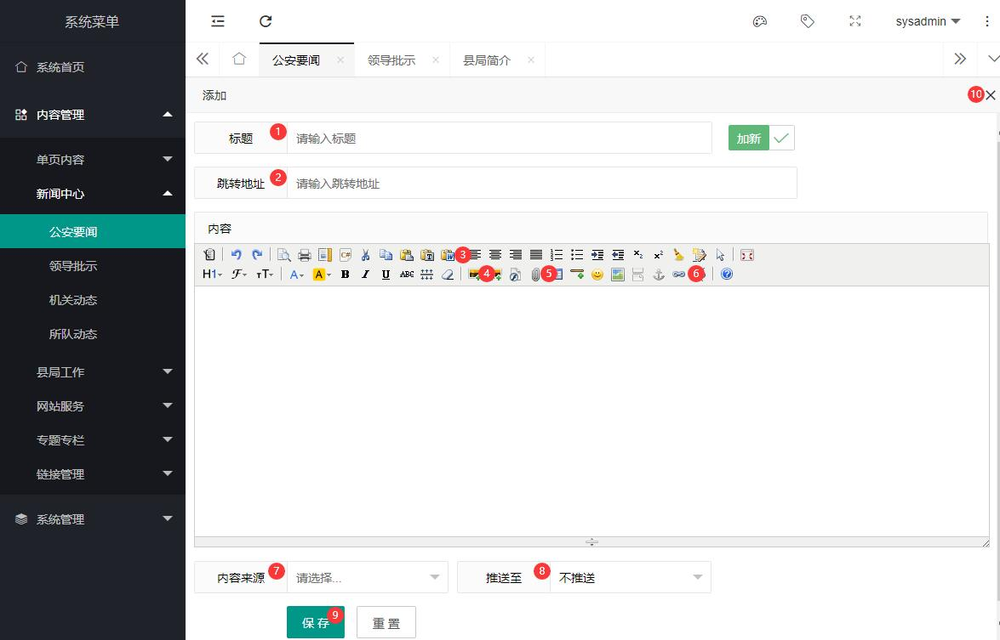 系统菜单
sysadmin
系统首页
公安要闻
领导批示
县局简介
添加
10
内容管理
单页内容
新闻中心
公安要闻
领导批示
机关动态
所队动态
县局工作
网站服务
专题专栏
链接管理
系统管理
标题
1
请输入标题
加新
跳转地址
2
请输入跳转地址
内容
C#
3
x₂
x²
H1
F
TT
A
A
B
I
U
ABC
4
5
6
内容来源
7
请选择...
推送至
8
不推送
保存
9
重置